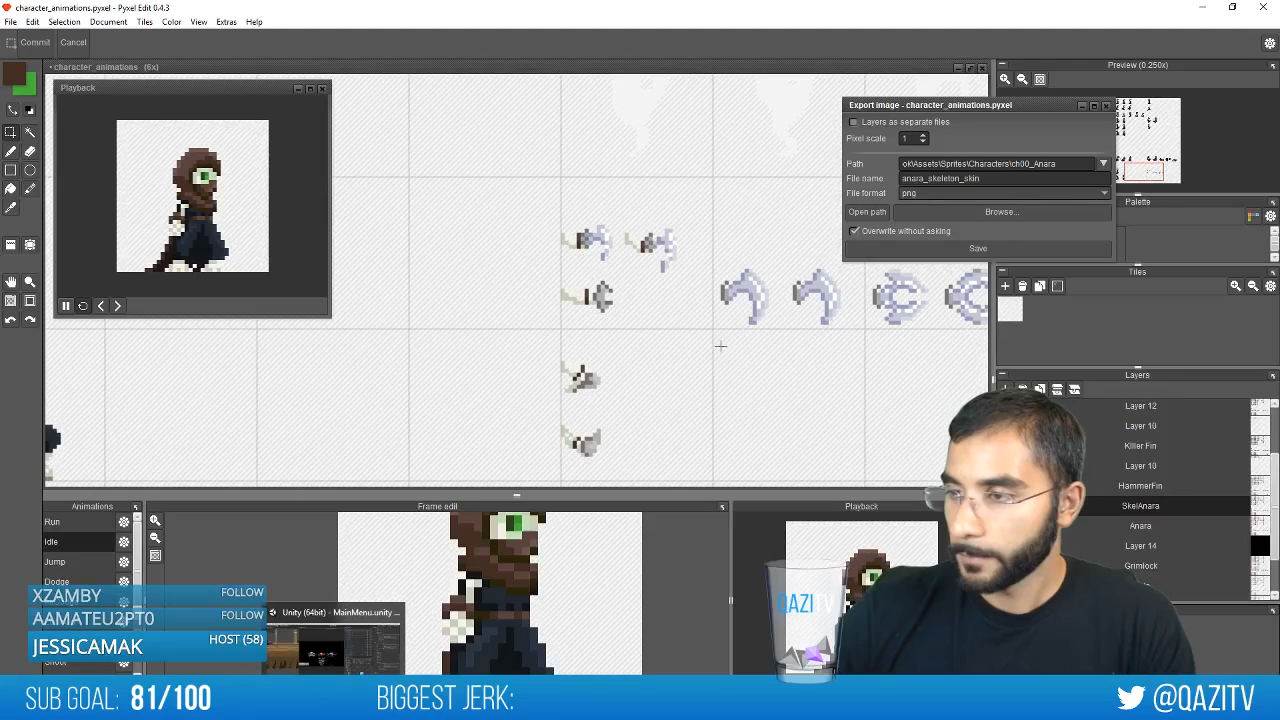 character_animations.pyxel - Pyxel Edit 0.4.3
File Edit Selection Document Tiles Color View Extras Help
Commit Cancel
character_animations (6x)
Preview (0.250x)
Playback
Export image - character_animations.pyxel
Layers as separate files
Pixel scale 1
Path ok\Assets\Sprites\Characters\ch00_Anara
File name anara_skeleton_skin
File format png
Open path Browse...
Overwrite without asking
Save
Palette
Tiles
Layers
Layer 12
Layer 10
Killer Fin
Layer 10
HammerFin
SkelAnara
Anara
Layer 14
Grimlock
Animations
Run
Idle
Jump
Dodge
Shoot
Frame edit
Playback
Unity (64bit) - MainMenu.unity ...
XZAMBY FOLLOW
AAMATEU2PT0 FOLLOW
JESSICAMAK HOST (58)
QAZITV
SUB GOAL: 81/100
BIGGEST JERK:
@QAZITV